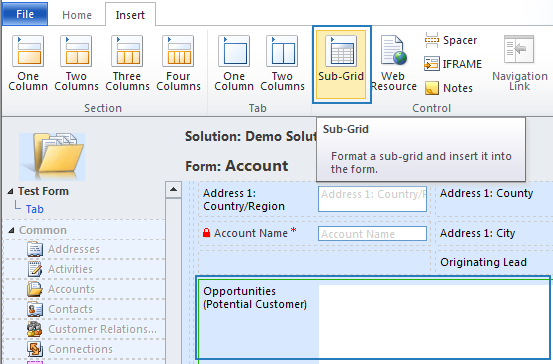 File Home Insert
One Column Two Columns Three Columns Four Columns One Column Two Columns Sub-Grid Web Resource Spacer IFRAME Notes Navigation Link
Section Tab Control
Sub-Grid
Format a sub-grid and insert it into the form.
Solution: Demo Solu
Form: Account
Test Form
Tab
Common
Addresses
Activities
Accounts
Contacts
Customer Relations...
Connections
Address 1: Country/Region Address 1: Country/R Address 1: County
Account Name * Account Name Address 1: City
Originating Lead
Opportunities
(Potential Customer)